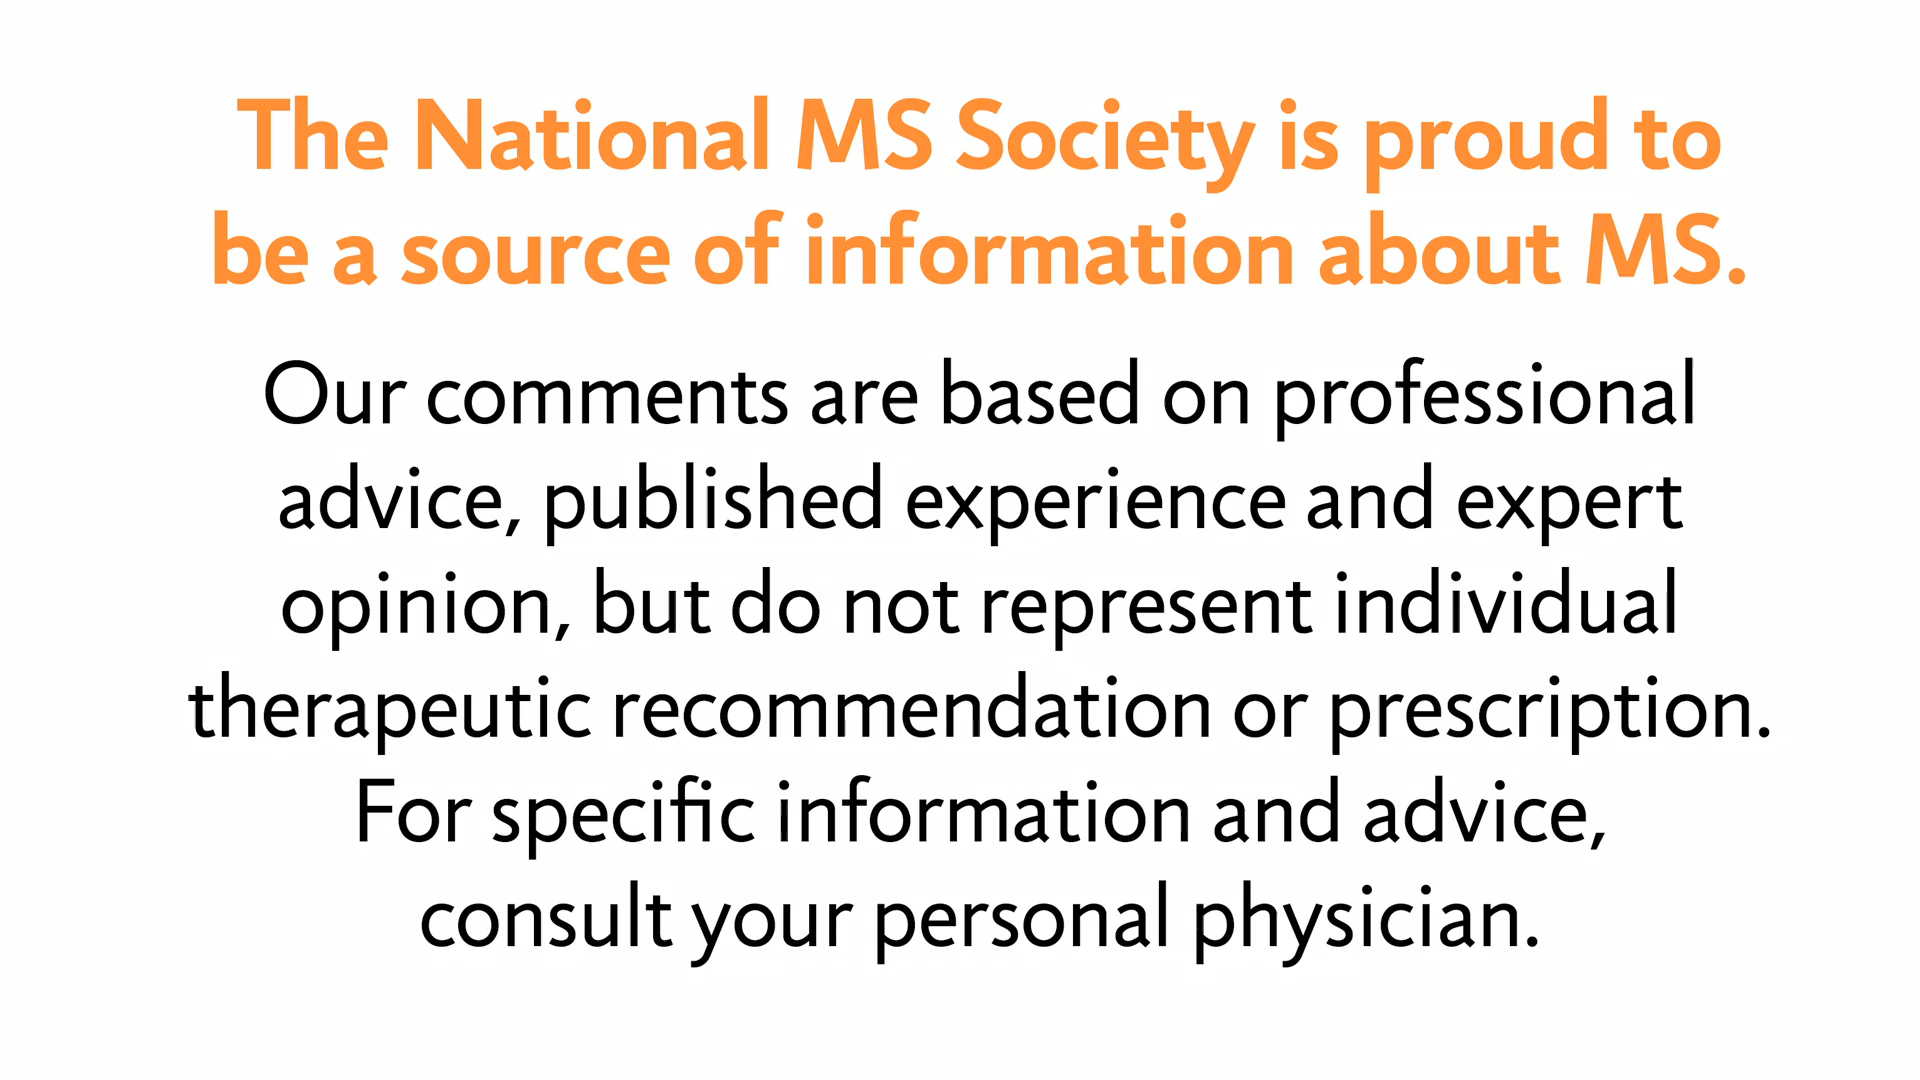 The National MS Society is proud to
be a source of information about MS.
Our comments are based on professional
advice, published experience and expert
opinion, but do not represent individual
therapeutic recommendation or prescription.
For specific information and advice,
consult your personal physician.